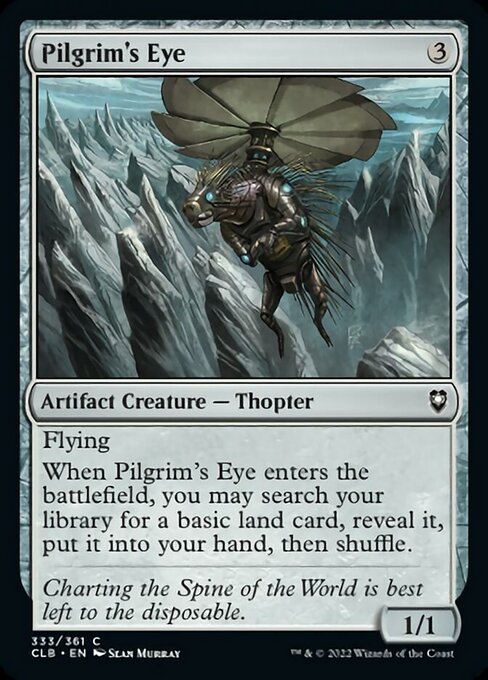 Pilgrim's Eye 3
Artifact Creature — Thopter
Flying
When Pilgrim's Eye enters the
battlefield, you may search your
library for a basic land card, reveal it,
put it into your hand, then shuffle.
Charting the Spine of the World is best
left to the disposable.
1/1
333/361 C
CLB • EN Sean Murray
™ & © 2022 Wizards of the Coast